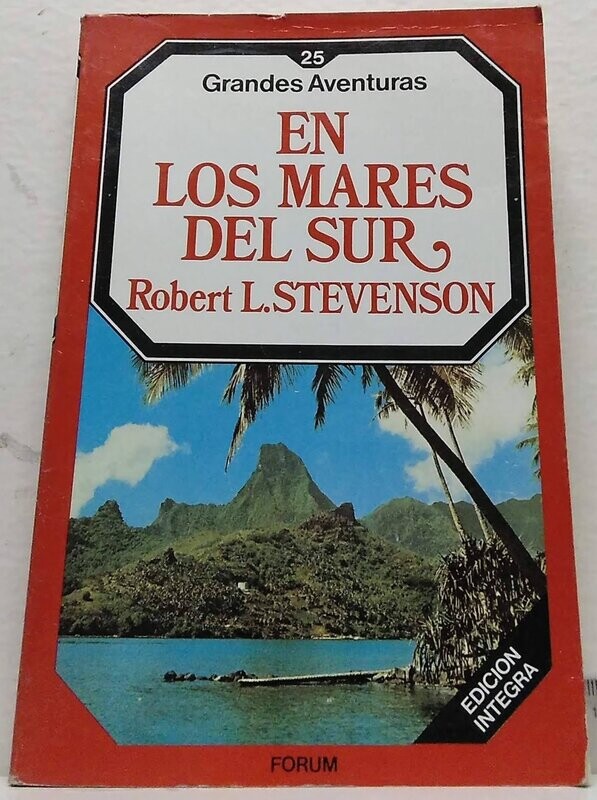 25
Grandes Aventuras
EN
LOS MARES
DEL SUR
Robert L. STEVENSON
EDICION
INTEGRA
FORUM